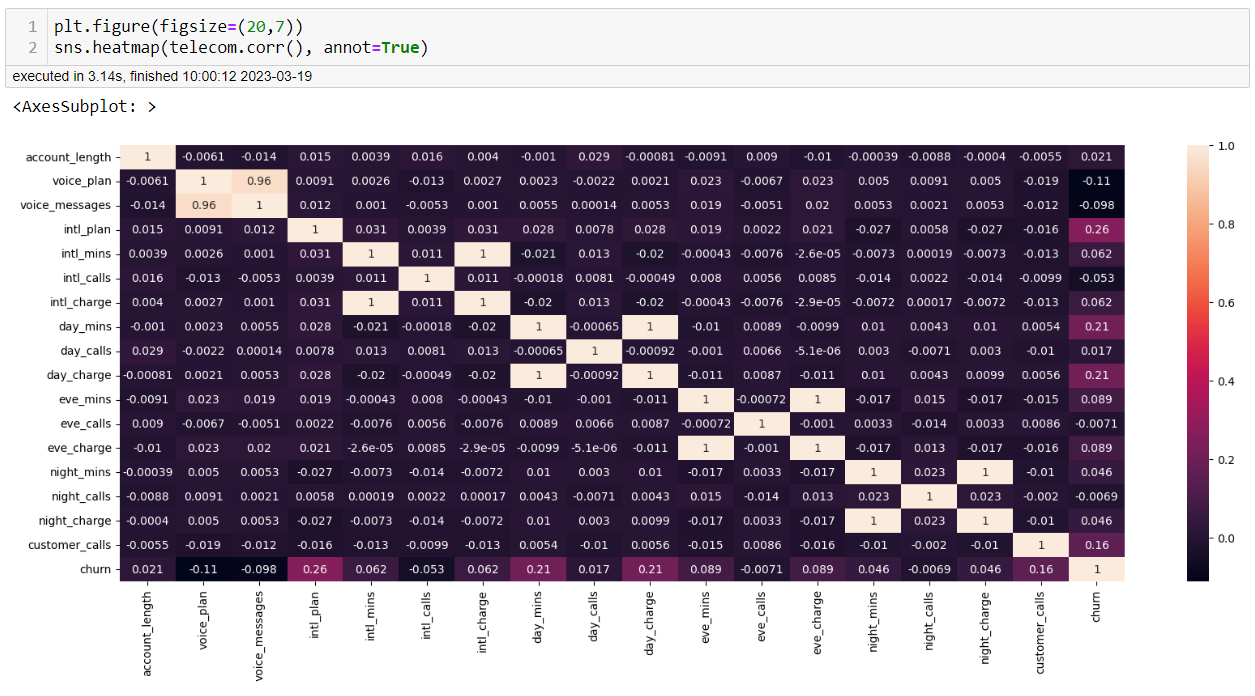 1 plt.figure(figsize=(20,7))
2 sns.heatmap(telecom.corr(), annot=True)
executed in 3.14s, finished 10:00:12 2023-03-19
<AxesSubplot: >
account_length 1 -0.0061 -0.014 0.015 0.0039 0.016 0.004 -0.001 0.029 -0.00081 -0.0091 0.009 -0.01 -0.00039 -0.0088 -0.0004 -0.0055 0.021
voice_plan -0.0061 1 0.96 0.0091 0.0026 -0.013 0.0027 0.0023 -0.0022 0.0021 0.023 -0.0067 0.023 0.005 0.0091 0.005 -0.019 -0.11
voice_messages -0.014 0.96 1 0.012 0.001 -0.0053 0.001 0.0055 0.00014 0.0053 0.019 -0.0051 0.02 0.0053 0.0021 0.0053 -0.012 -0.098
intl_plan 0.015 0.0091 0.012 1 0.031 0.0039 0.031 0.028 0.0078 0.028 0.019 0.0022 0.021 -0.027 0.0058 -0.027 -0.016 0.26
intl_mins 0.0039 0.0026 0.001 0.031 1 0.011 1 -0.021 0.013 -0.02 -0.00043 -0.0076 -2.6e-05 -0.0073 0.00019 -0.0073 -0.013 0.062
intl_calls 0.016 -0.013 -0.0053 0.0039 0.011 1 0.011 -0.00018 0.0081 -0.00049 0.008 0.0056 0.0085 -0.014 0.0022 -0.014 -0.0099 -0.053
intl_charge 0.004 0.0027 0.001 0.031 1 0.011 1 -0.02 0.013 -0.02 -0.00043 -0.0076 -2.9e-05 -0.0072 0.00017 -0.0072 -0.013 0.062
day_mins -0.001 0.0023 0.0055 0.028 -0.021 -0.00018 -0.02 1 -0.00065 1 -0.01 0.0089 -0.0099 0.01 0.0043 0.01 0.0054 0.21
day_calls 0.029 -0.0022 0.00014 0.0078 0.013 0.0081 0.013 -0.00065 1 -0.00092 -0.001 0.0066 -5.1e-06 0.003 -0.0071 0.003 -0.01 0.017
day_charge -0.00081 0.0021 0.0053 0.028 -0.02 -0.00049 -0.02 1 -0.00092 1 -0.011 0.0087 -0.011 0.01 0.0043 0.0099 0.0056 0.21
eve_mins -0.0091 0.023 0.019 0.019 -0.00043 0.008 -0.00043 -0.01 -0.001 -0.011 1 -0.00072 1 -0.017 0.015 -0.017 -0.015 0.089
eve_calls 0.009 -0.0067 -0.0051 0.0022 -0.0076 0.0056 -0.0076 0.0089 0.0066 0.0087 -0.00072 1 -0.001 0.0033 -0.014 0.0033 0.0086 -0.0071
eve_charge -0.01 0.023 0.02 0.021 -2.6e-05 0.0085 -2.9e-05 -0.0099 -5.1e-06 -0.011 1 -0.001 1 -0.017 0.013 -0.017 -0.016 0.089
night_mins -0.00039 0.005 0.0053 -0.027 -0.0073 -0.014 -0.0072 0.01 0.003 0.01 -0.017 0.0033 -0.017 1 0.023 1 -0.01 0.046
night_calls -0.0088 0.0091 0.0021 0.0058 0.00019 0.0022 0.00017 0.0043 -0.0071 0.0043 0.015 -0.014 0.013 0.023 1 0.023 -0.002 -0.0069
night_charge -0.0004 0.005 0.0053 -0.027 -0.0073 -0.014 -0.0072 0.01 0.003 0.0099 -0.017 0.0033 -0.017 1 0.023 1 -0.01 0.046
customer_calls -0.0055 -0.019 -0.012 -0.016 -0.013 -0.0099 -0.013 0.0054 -0.01 0.0056 -0.015 0.0086 -0.016 -0.01 -0.002 -0.01 1 0.16
churn 0.021 -0.11 -0.098 0.26 0.062 -0.053 0.062 0.21 0.017 0.21 0.089 -0.0071 0.089 0.046 -0.0069 0.046 0.16 1
account_length
voice_plan
voice_messages
intl_plan
intl_mins
intl_calls
intl_charge
day_mins
day_calls
day_charge
eve_mins
eve_calls
eve_charge
night_mins
night_calls
night_charge
customer_calls
churn
1.0
0.8
0.6
0.4
0.2
0.0